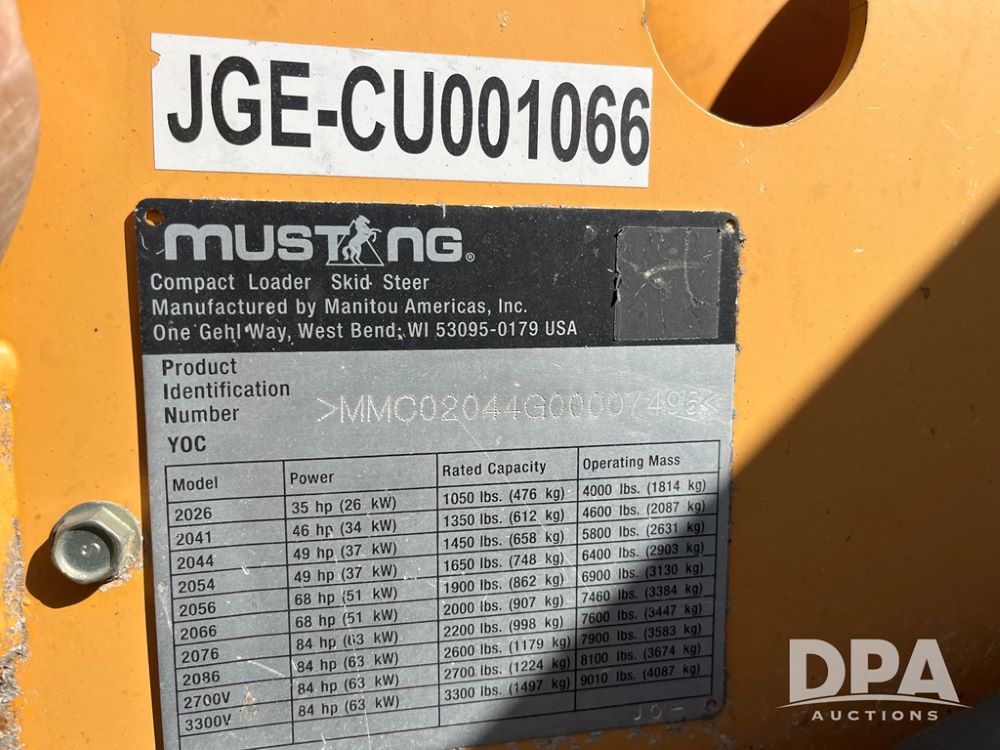 JGE-CU001066
MUSTANG®
Compact Loader Skid Steer
Manufactured by Manitou Americas, Inc.
One Gehl Way, West Bend, WI 53095-0179 USA
Product
Identification
Number >MMC02044G00007496<
YOC
Model Power Rated Capacity Operating Mass
2026 35 hp (26 kW) 1050 lbs. (476 kg) 4000 lbs. (1814 kg)
2041 46 hp (34 kW) 1350 lbs. (612 kg) 4600 lbs. (2087 kg)
2044 49 hp (37 kW) 1450 lbs. (658 kg) 5800 lbs. (2631 kg)
2054 49 hp (37 kW) 1650 lbs. (748 kg) 6400 lbs. (2903 kg)
2056 68 hp (51 kW) 1900 lbs. (862 kg) 6900 lbs. (3130 kg)
2066 68 hp (51 kW) 2000 lbs. (907 kg) 7460 lbs. (3384 kg)
2076 84 hp (63 kW) 2200 lbs. (998 kg) 7600 lbs. (3447 kg)
2086 84 hp (63 kW) 2600 lbs. (1179 kg) 7900 lbs. (3583 kg)
2700V 84 hp (63 kW) 2700 lbs. (1224 kg) 8100 lbs. (3674 kg)
3300V 84 hp (63 kW) 3300 lbs. (1497 kg) 9010 lbs. (4087 kg)
DPA
AUCTIONS